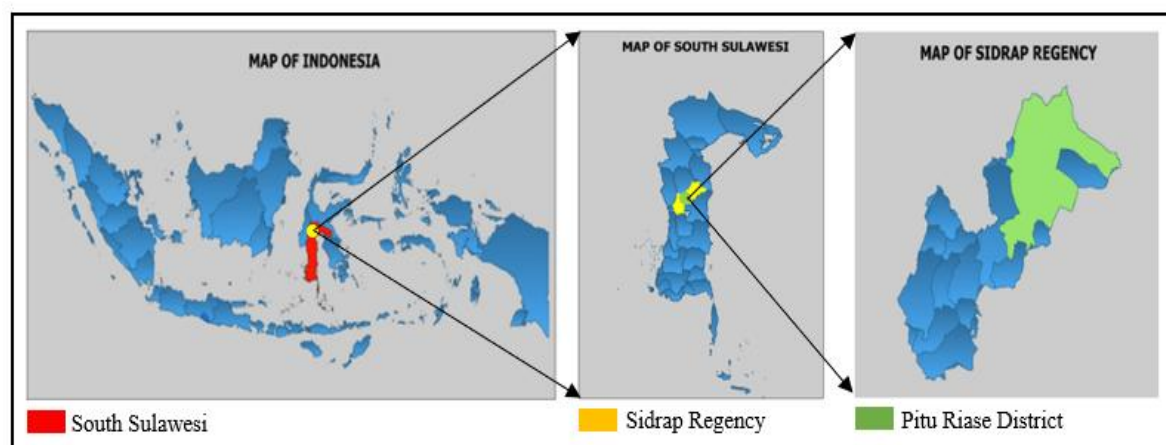 MAP OF INDONESIA
MAP OF SOUTH SULAWESI
MAP OF SIDRAP REGENCY
South Sulawesi
Sidrap Regency
Pitu Riase District